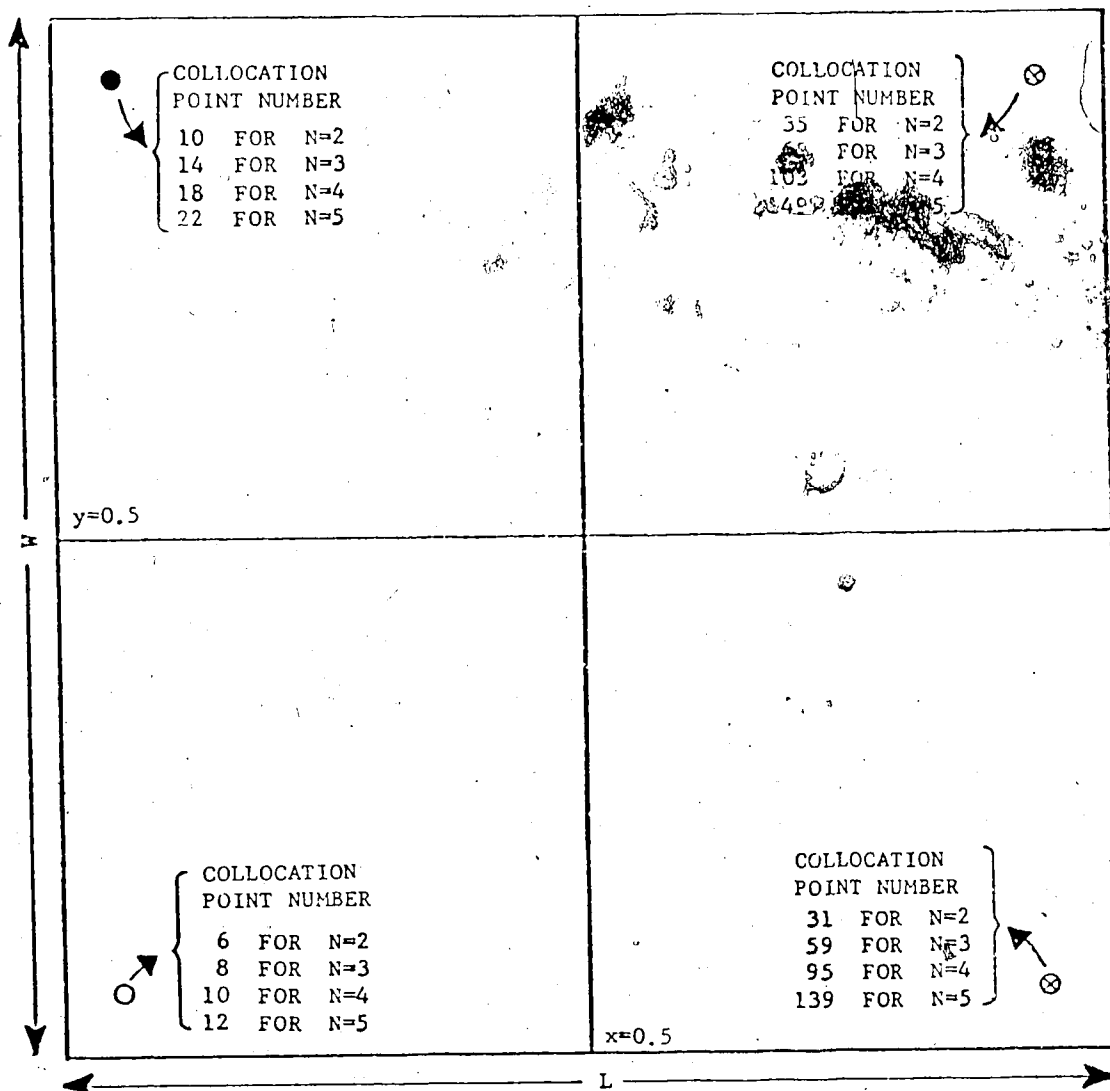 COLLOCATION
POINT NUMBER
10 FOR N=2
14 FOR N=3
18 FOR N=4
22 FOR N=5
COLLOCATION
POINT NUMBER
35 FOR N=2
FOR N=3
103 FOR N=4
y=0.5
W
COLLOCATION
POINT NUMBER
6 FOR N=2
8 FOR N=3
10 FOR N=4
12 FOR N=5
COLLOCATION
POINT NUMBER
31 FOR N=2
59 FOR N=3
95 FOR N=4
139 FOR N=5
x=0.5
L